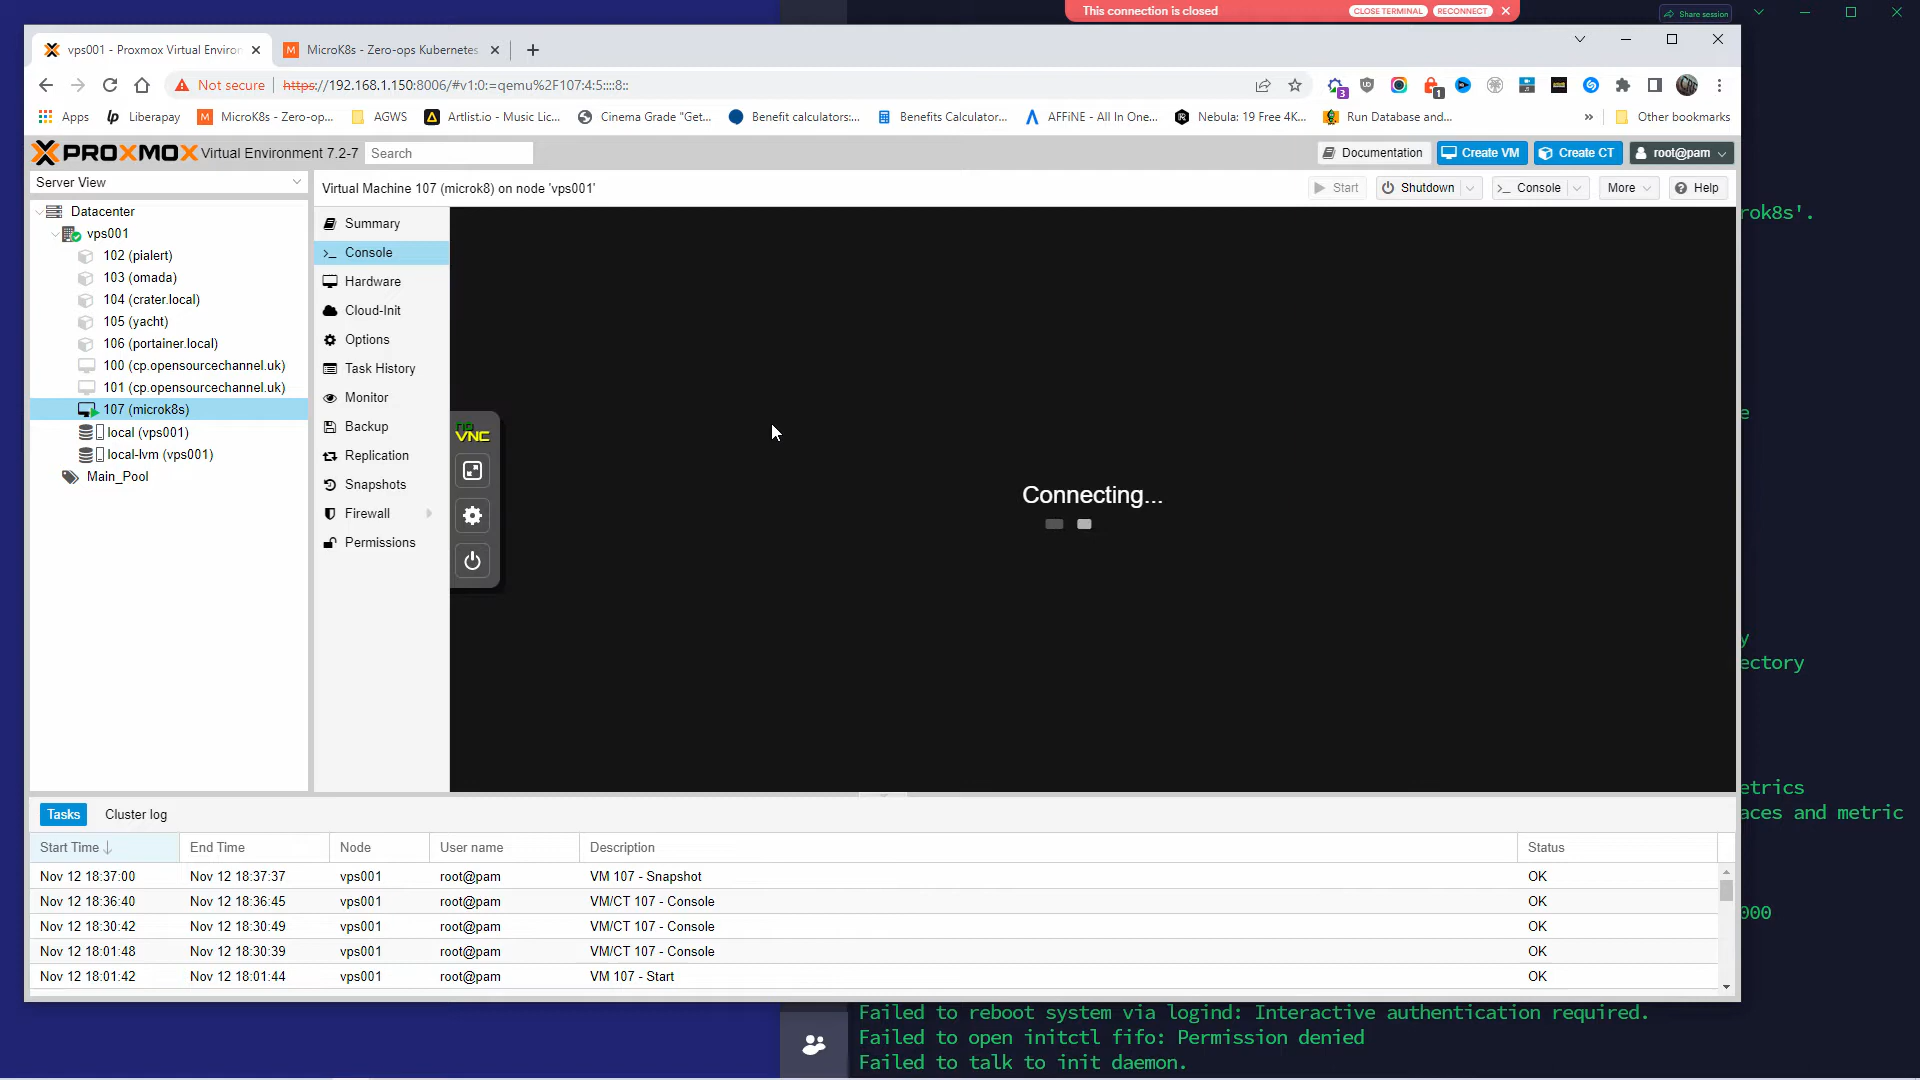 This connection is closed
CLOSE TERMINAL
RECONNECT
Share session
vps001 - Proxmox Virtual Enviror
MicroK8s - Zero-ops Kubernetes
Not secure
https://192.168.1.150:8006/#v1:0:=qemu%2F107:4:5::::8::
3
1
Apps
Liberapay
MicroK8s - Zero-op...
AGWS
Artlist.io - Music Lic...
Cinema Grade "Get...
Benefit calculators:...
Benefits Calculator...
AFFiNE - All In One...
Nebula: 19 Free 4K...
Run Database and...
»
Other bookmarks
PROXMOX Virtual Environment 7.2-7
Search
Documentation
Create VM
Create CT
root@pam
Server View
Virtual Machine 107 (microk8) on node 'vps001'
Start
Shutdown
Console
More
Help
Datacenter
vps001
102 (pialert)
103 (omada)
104 (crater.local)
105 (yacht)
106 (portainer.local)
100 (cp.opensourcechannel.uk)
101 (cp.opensourcechannel.uk)
107 (microk8s)
local (vps001)
local-lvm (vps001)
Main_Pool
Summary
Console
Hardware
Cloud-Init
Options
Task History
Monitor
Backup
Replication
Snapshots
Firewall
Permissions
no
VNC
Connecting...
rok8s'.
e
y
ectory
etrics
aces and metric
000
Tasks
Cluster log
Start Time
End Time
Node
User name
Description
Status
Nov 12 18:37:00
Nov 12 18:37:37
vps001
root@pam
VM 107 - Snapshot
OK
Nov 12 18:36:40
Nov 12 18:36:45
vps001
root@pam
VM/CT 107 - Console
OK
Nov 12 18:30:42
Nov 12 18:30:49
vps001
root@pam
VM/CT 107 - Console
OK
Nov 12 18:01:48
Nov 12 18:30:39
vps001
root@pam
VM/CT 107 - Console
OK
Nov 12 18:01:42
Nov 12 18:01:44
vps001
root@pam
VM 107 - Start
OK
Failed to reboot system via logind: Interactive authentication required.
Failed to open initctl fifo: Permission denied
Failed to talk to init daemon.